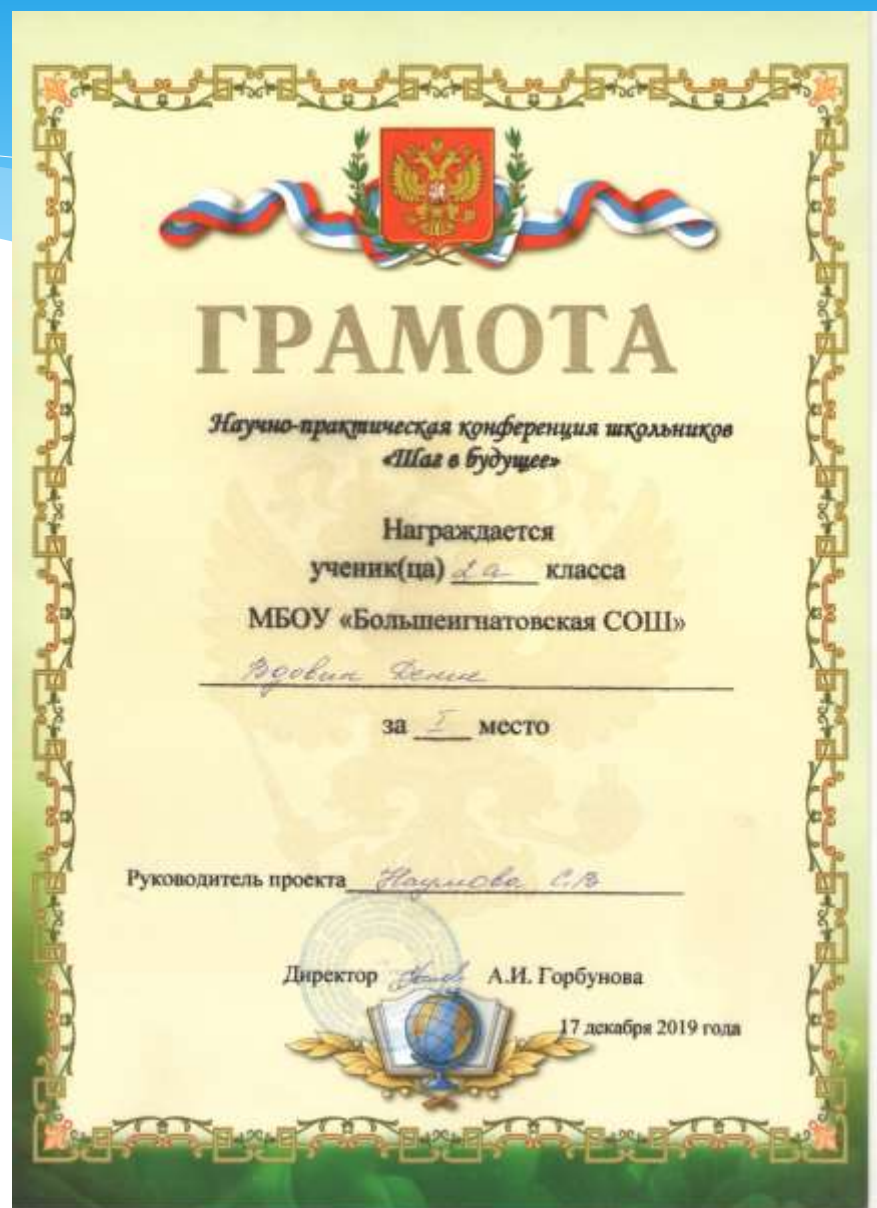 ГРАМОТА
Научно-практическая конференция школьников
«Шаг в будущее»
Награждается
ученик(ца) 2а класса
МБОУ «Большеигнатовская СОШ»
Вдовин Денис
за I место
Руководитель проекта Наумова С.В
Директор А.И. Горбунова
17 декабря 2019 года